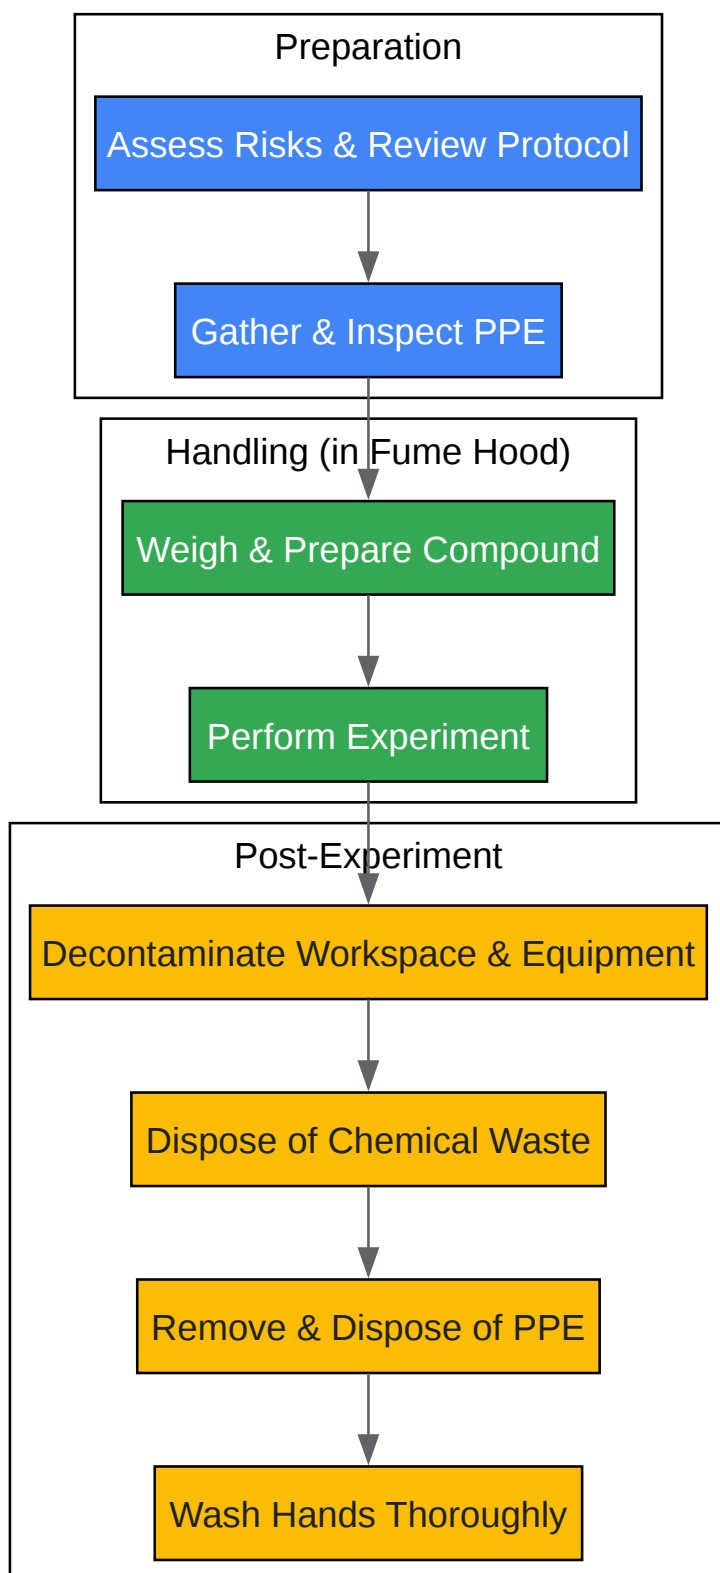 Preparation
Assess Risks & Review Protocol
Gather & Inspect PPE
Handling (in Fume Hood)
Weigh & Prepare Compound
Perform Experiment
Post-Experiment
Decontaminate Workspace & Equipment
Dispose of Chemical Waste
Remove & Dispose of PPE
Wash Hands Thoroughly